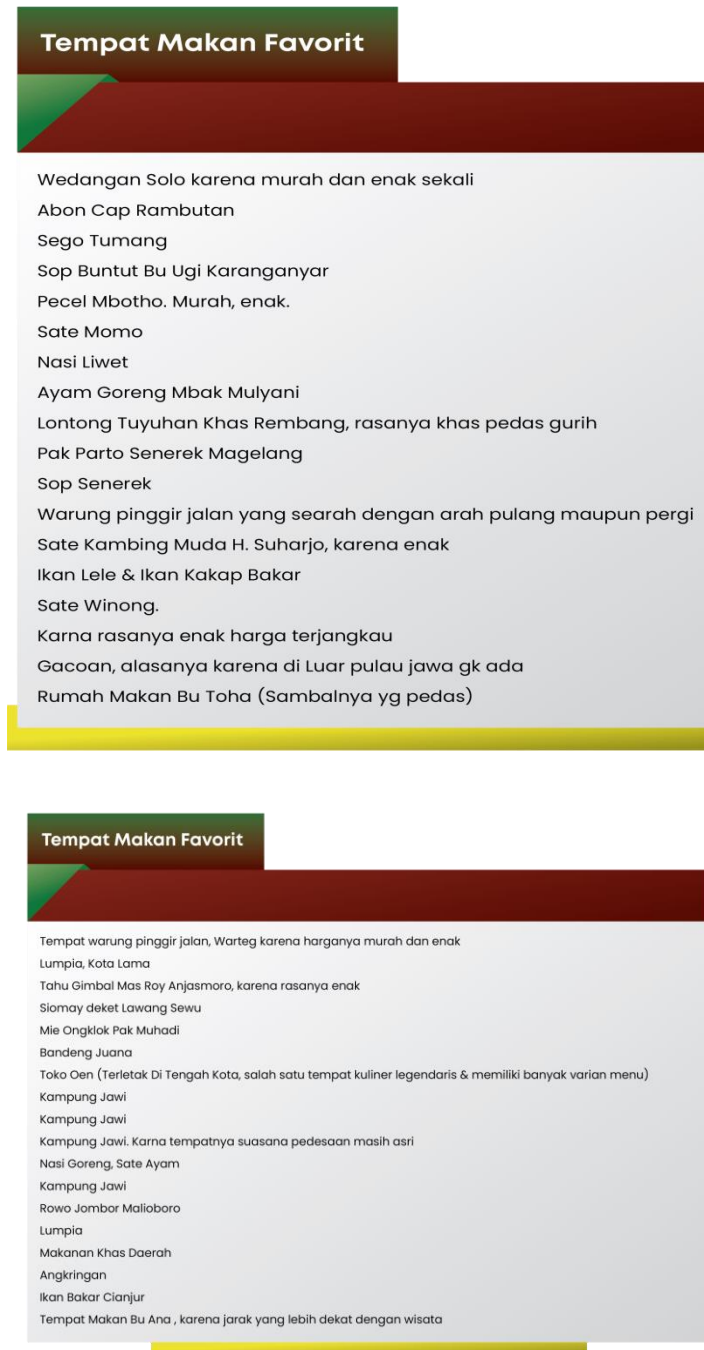 Tempat Makan Favorit
Wedangan Solo karena murah dan enak sekali
Abon Cap Rambutan
Sego Tumang
Sop Buntut Bu Ugi Karanganyar
Pecel Mbotho. Murah, enak.
Sate Momo
Nasi Liwet
Ayam Goreng Mbak Mulyani
Lontong Tuyuhan Khas Rembang, rasanya khas pedas gurih
Pak Parto Senerek Magelang
Sop Senerek
Warung pinggir jalan yang searah dengan arah pulang maupun pergi
Sate Kambing Muda H. Suharjo, karena enak
Ikan Lele & Ikan Kakap Bakar
Sate Winong.
Karna rasanya enak harga terjangkau
Gacoan, alasanya karena di Luar pulau jawa gk ada
Rumah Makan Bu Toha (Sambalnya yg pedas)
Tempat Makan Favorit
Tempat warung pinggir jalan, Warteg karena harganya murah dan enak
Lumpia, Kota Lama
Tahu Gimbal Mas Roy Anjasmoro, karena rasanya enak
Siomay deket Lawang Sewu
Mie Ongklok Pak Muhadi
Bandeng Juana
Toko Oen (Terletak Di Tengah Kota, salah satu tempat kuliner legendaris & memiliki banyak varian menu)
Kampung Jawi
Kampung Jawi
Kampung Jawi. Karna tempatnya suasana pedesaan masih asri
Nasi Goreng, Sate Ayam
Kampung Jawi
Rowo Jombor Malioboro
Lumpia
Makanan Khas Daerah
Angkringan
Ikan Bakar Cianjur
Tempat Makan Bu Ana , karena jarak yang lebih dekat dengan wisata